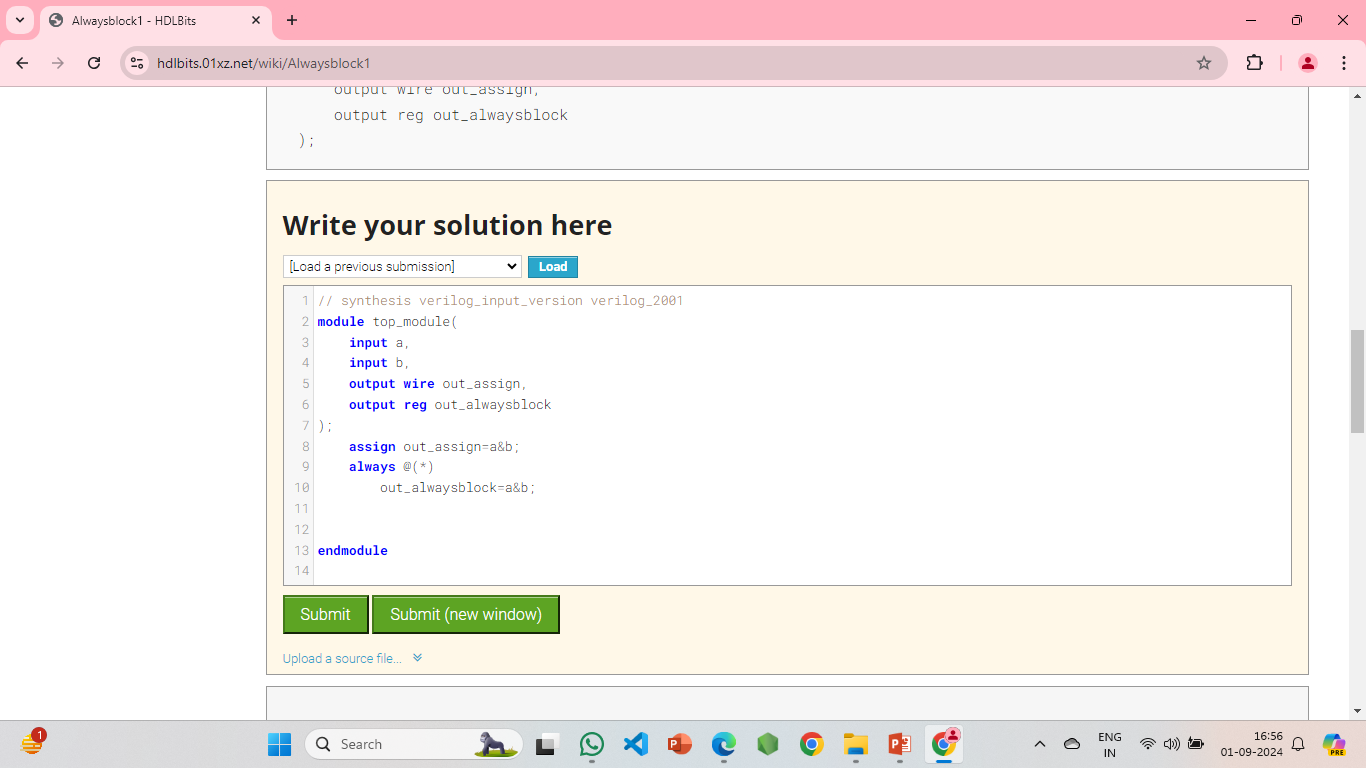 Alwaysblock1 - HDLBits
hdlbits.01xz.net/wiki/Alwaysblock1
output wire out_assign,
output reg out_alwaysblock
);
Write your solution here
[Load a previous submission] Load
1 // synthesis verilog_input_version verilog_2001
2 module top_module(
3 input a,
4 input b,
5 output wire out_assign,
6 output reg out_alwaysblock
7 );
8 assign out_assign=a&b;
9 always @(*)
10 out_alwaysblock=a&b;
11
12
13 endmodule
14
Submit Submit (new window)
Upload a source file...
1 Search ENG 16:56
IN 01-09-2024
PRE